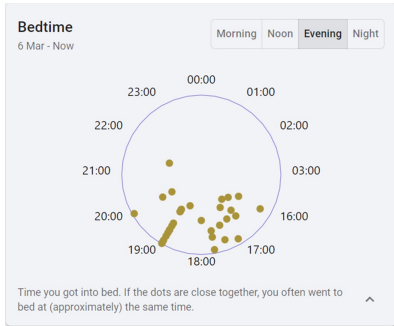 Bedtime
6 Mar - Now
Morning Noon Evening Night
00:00
23:00 01:00
22:00 02:00
21:00 03:00
20:00 16:00
19:00 17:00
18:00
Time you got into bed. If the dots are close together, you often went to
bed at (approximately) the same time.